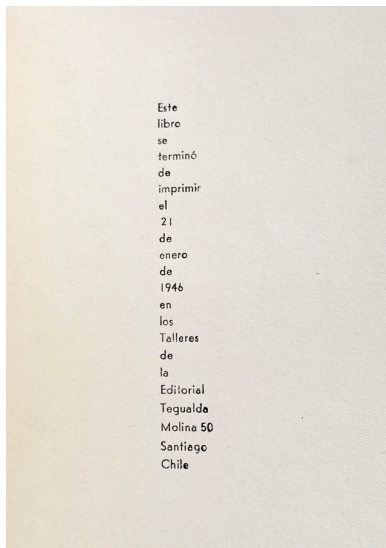 Este
libro
se
terminó
de
imprimir
el
21
de
enero
de
1946
en
los
Talleres
de
la
Editorial
Tegualda
Molina 50
Santiago
Chile